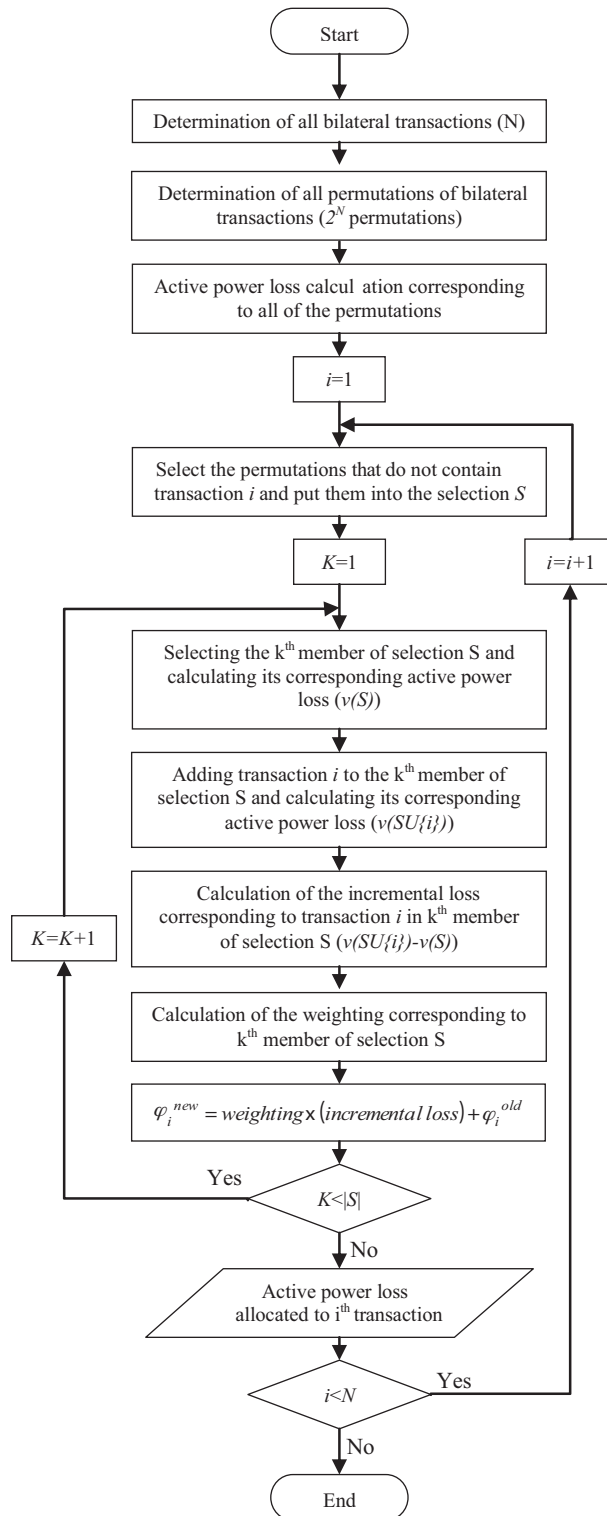 Start
Determination of all bilateral transactions (N)
Determination of all permutations of bilateral
transactions (2^N permutations)
Active power loss calcul ation corresponding
to all of the permutations
i=1
Select the permutations that do not contain
transaction i and put them into the selection S
K=1
i=i+1
Selecting the k^th member of selection S and
calculating its corresponding active power
loss (v(S))
Adding transaction i to the k^th member of
selection S and calculating its corresponding
active power loss (v(SU{i}))
Calculation of the incremental loss
corresponding to transaction i in k^th member
of selection S (v(SU{i})-v(S))
K=K+1
Calculation of the weighting corresponding to
k^th member of selection S
φ_i^new = weighting x (incremental loss) + φ_i^old
Yes
K<|S|
No
Active power loss
allocated to i^th transaction
i<N
Yes
No
End